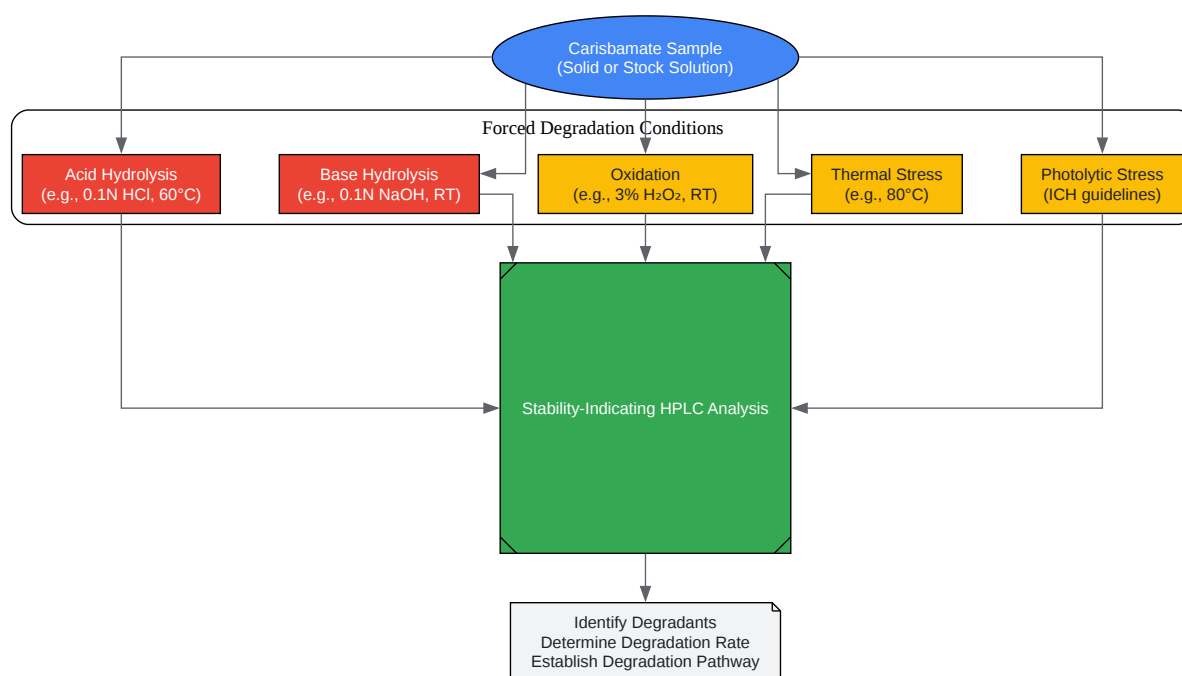 Carisbamate Sample
(Solid or Stock Solution)
Forced Degradation Conditions
Acid Hydrolysis
(e.g., 0.1N HCl, 60°C)
Base Hydrolysis
(e.g., 0.1N NaOH, RT)
Oxidation
(e.g., 3% H₂O₂, RT)
Thermal Stress
(e.g., 80°C)
Photolytic Stress
(ICH guidelines)
Stability-Indicating HPLC Analysis
Identify Degradants
Determine Degradation Rate
Establish Degradation Pathway